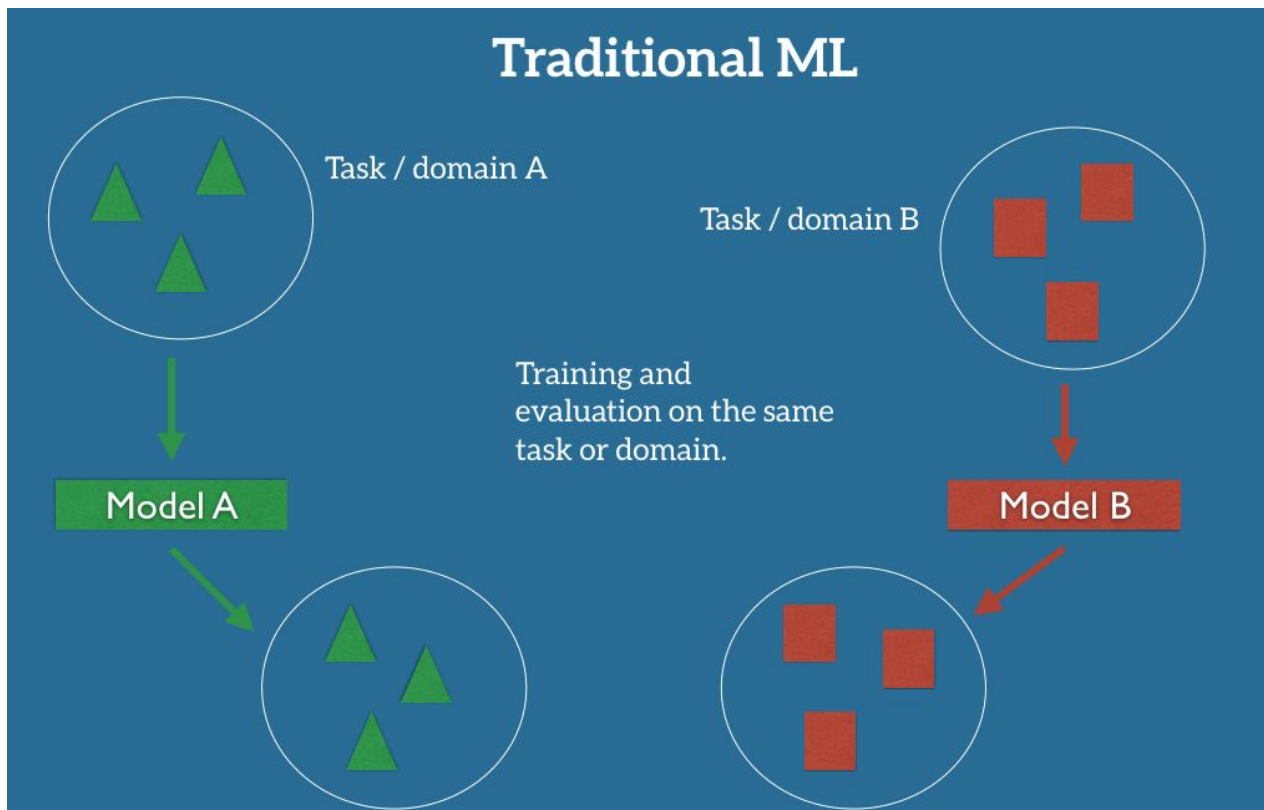 Traditional ML
Task / domain A
Task / domain B
Training and
evaluation on the same
task or domain.
Model A
Model B